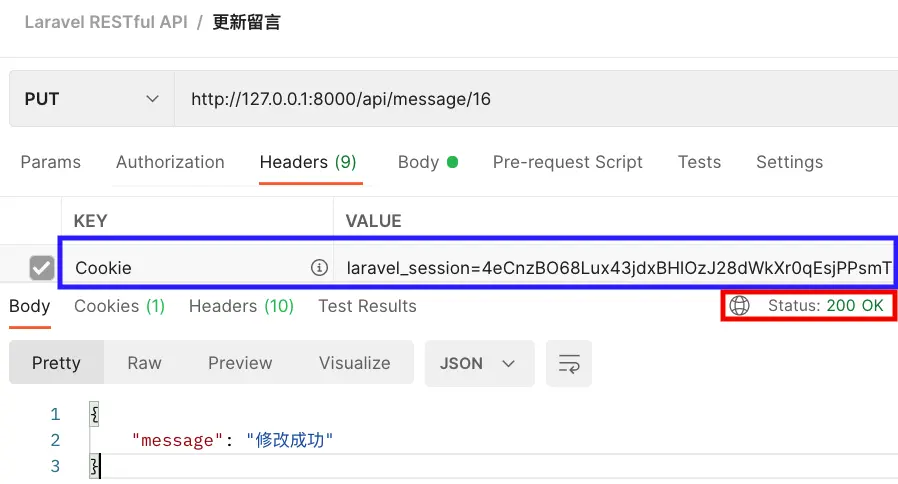 Laravel RESTful API / 更新留言
PUT http://127.0.0.1:8000/api/message/16
Params Authorization Headers (9) Body Pre-request Script Tests Settings
KEY VALUE
Cookie laravel_session=4eCnzBO68Lux43jdxBHIOzJ28dWkXr0qEsjPPsmT
Body Cookies (1) Headers (10) Test Results Status: 200 OK
Pretty Raw Preview Visualize JSON
1 {
2 "message": "修改成功"
3 }